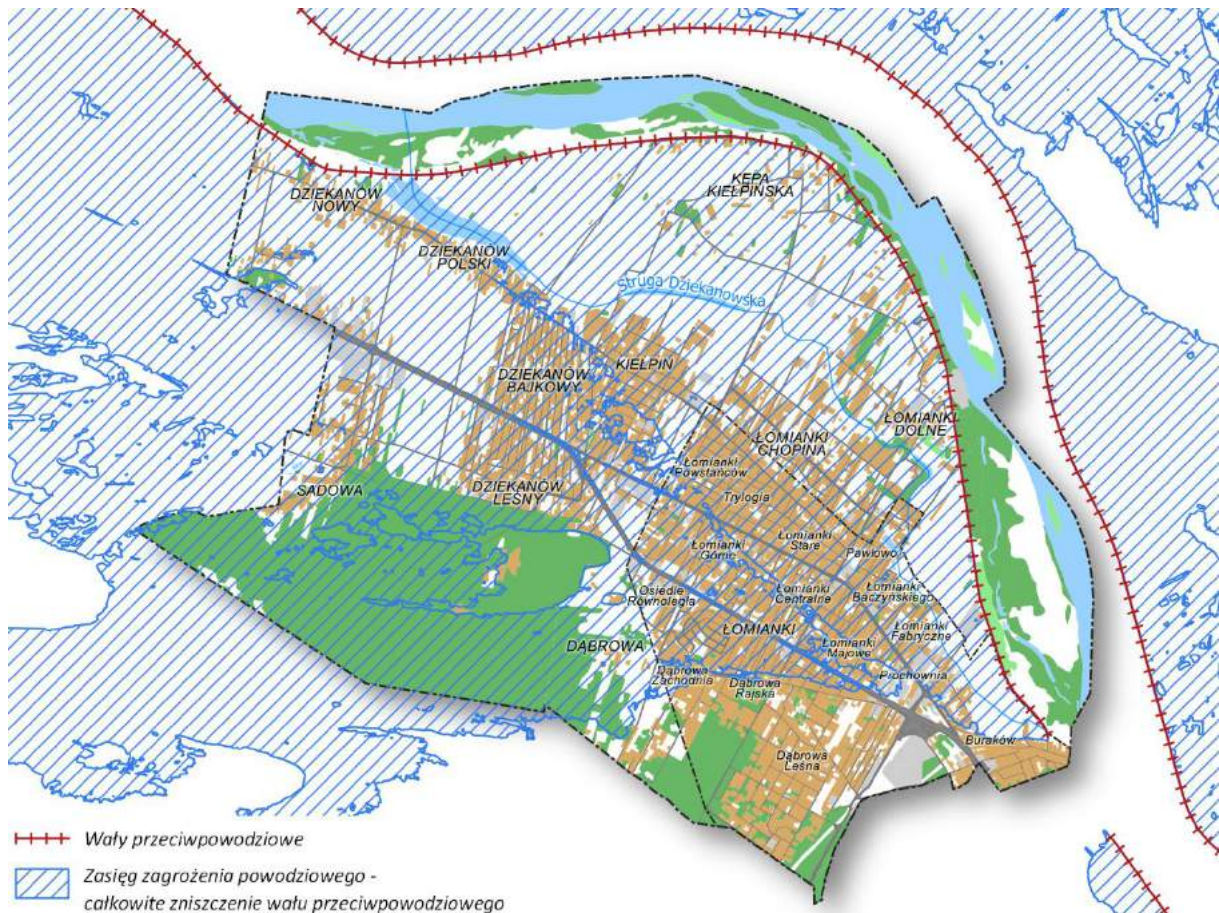 KĘPA
KIEŁPIŃSKA
DZIEKANÓW
NOWY
DZIEKANÓW
POLSKI
Struga Dziekanowska
KIEŁPIN
DZIEKANÓW
BAJKOWY
ŁOMIANKI
DOLNE
ŁOMIANKI
CHOPINA
Łomianki
Powstańców
Trylogia
SADOWA
DZIEKANÓW
LEŚNY
Łomianki
Górne
Łomianki
Stare
Pawłowo
Osiedle
Równoległa
Łomianki
Centralne
Łomianki
Baczyńskiego
ŁOMIANKI
Łomianki
Fabryczne
DĄBROWA
Łomianki
Majowe
Dąbrowa
Zachodnia
Dąbrowa
Rajska
Prochownia
Buraków
Dąbrowa
Leśna
Wały przeciwpowodziowe
Zasięg zagrożenia powodziowego -
całkowite zniszczenie wału przeciwpowodziowego